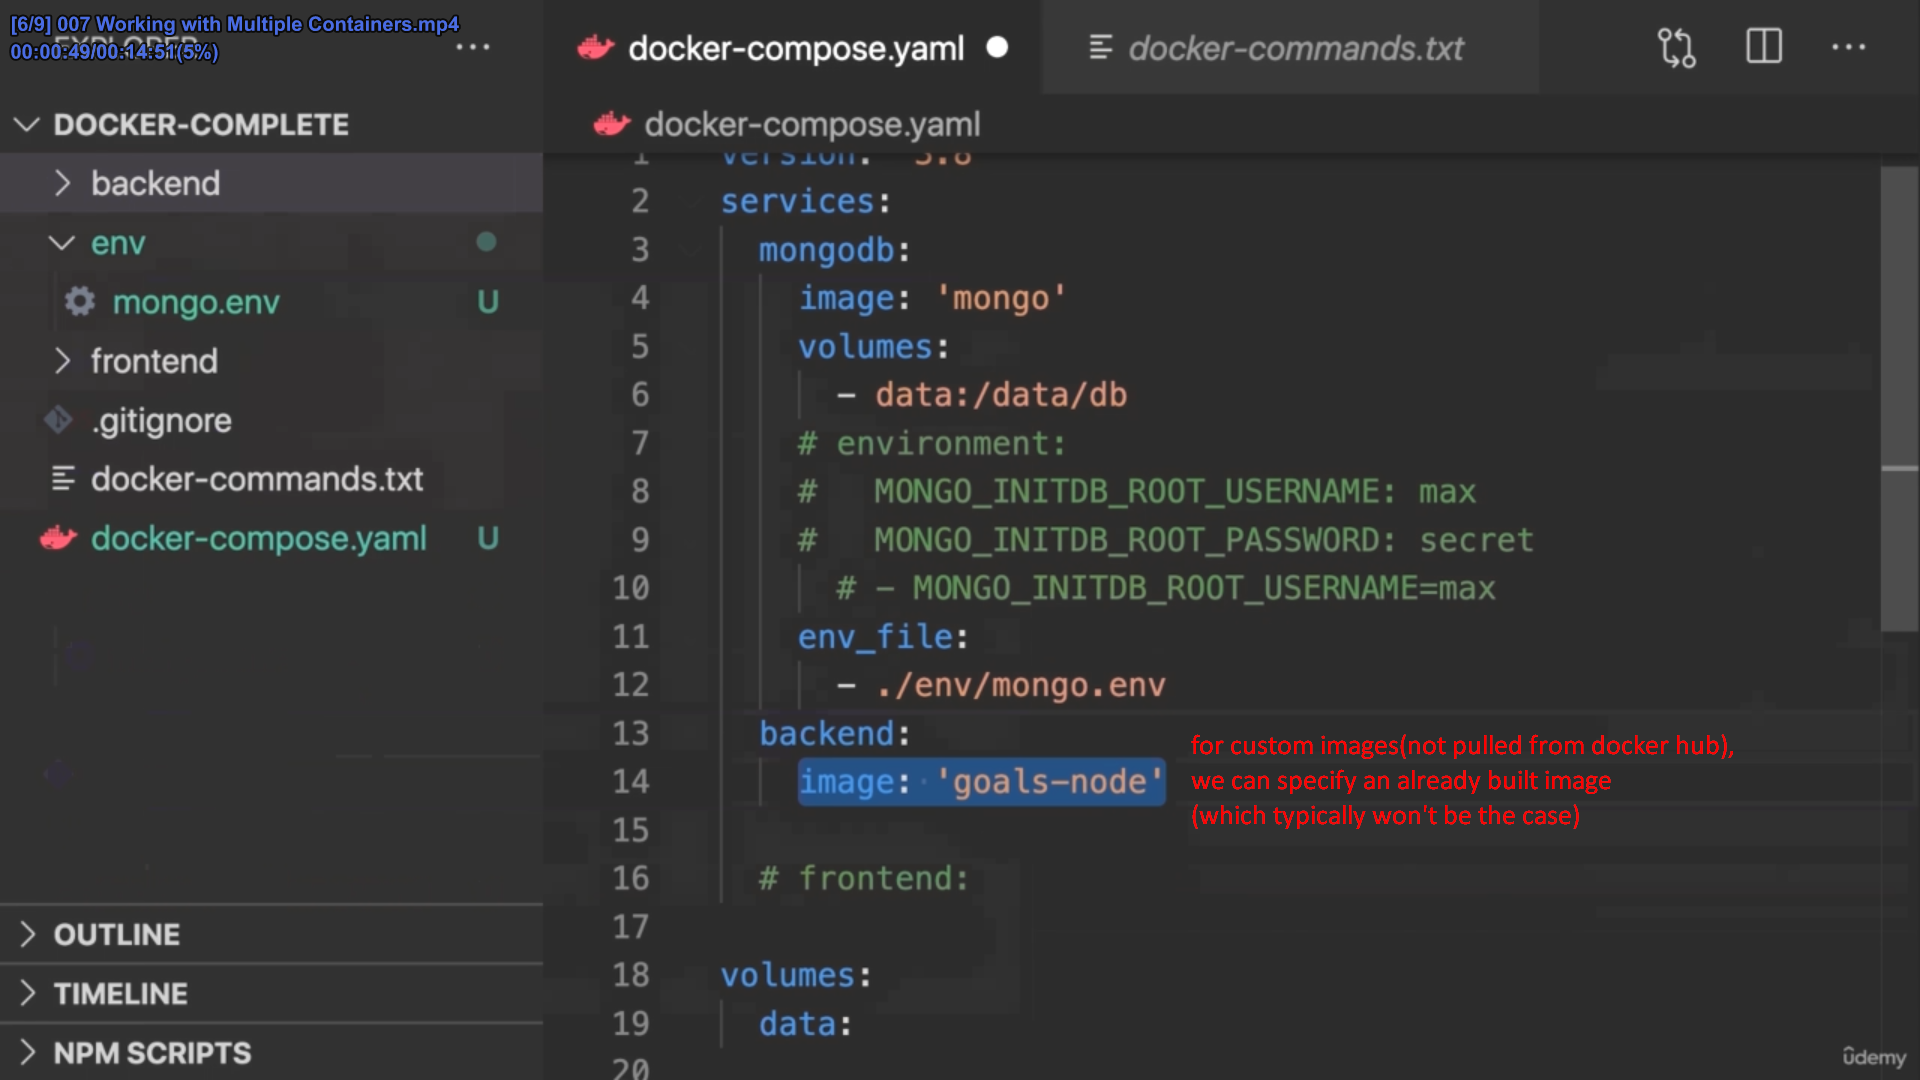 [6/9] 007 Working with Multiple Containers.mp4
00:00:49/00:14:51(5%)
EXPLORER
docker-compose.yaml
docker-commands.txt
DOCKER-COMPLETE
backend
env
mongo.env U
frontend
.gitignore
docker-commands.txt
docker-compose.yaml U
OUTLINE
TIMELINE
NPM SCRIPTS
docker-compose.yaml
1 version: '3.8'
2 services:
3 mongodb:
4 image: 'mongo'
5 volumes:
6 - data:/data/db
7 # environment:
8 # MONGO_INITDB_ROOT_USERNAME: max
9 # MONGO_INITDB_ROOT_PASSWORD: secret
10 # - MONGO_INITDB_ROOT_USERNAME=max
11 env_file:
12 - ./env/mongo.env
13 backend:
14 image: 'goals-node'
15
16 # frontend:
17
18 volumes:
19 data:
20
for custom images(not pulled from docker hub),
we can specify an already built image
(which typically won't be the case)
ûdemy